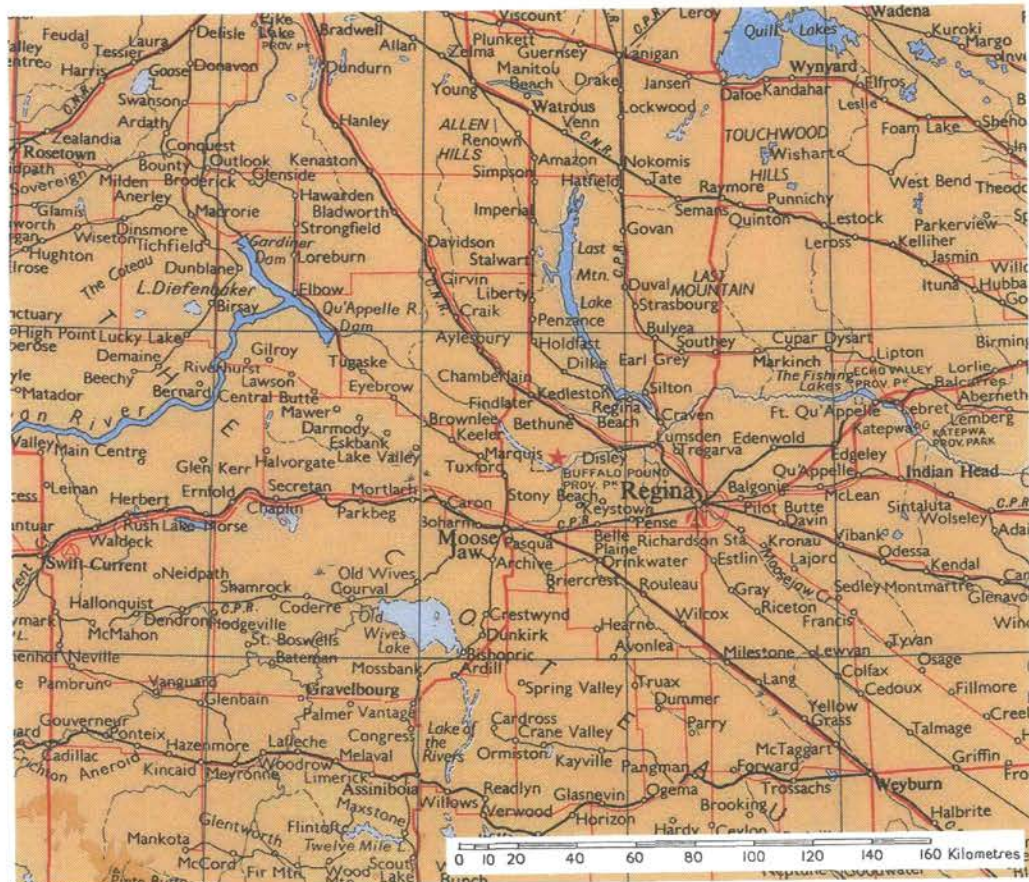 Feudal Laura Delisle Pike Lake PROV. PK. Bradwell Viscount C.P.R. Leroy Wadena
Tessier Allan Plunkett Guernsey Lanigan Quill Lakes Kuroki
Harris Goose L. Donavon Dundurn Zelma Manitou Beach Drake Jansen Wynyard Margo
C.N.R. Swanson Young Watrous Lockwood Dafoe Kandahar Elfros
Ardath Hanley ALLEN HILLS Venn C.N.R. TOUCHWOOD HILLS Leslie Foam Lake
Zealandia Conquest Renown Nokomis Wishart
Rosetown Bounty Outlook Kenaston Amazon Tate West Bend
Sovereign Milden Broderick Glenside Simpson Hatfield Raymore Punnichy
Anerley Hawarden Imperial Semans Quinton Lestock Parkerview
Glamis Macrorie Bladworth Strongfield Govan Leross Kelliher
Wiseton Dinsmore Tichfield Gardiner Dam Davidson Stalwart Last Mtn. Lake C.P.R. Jasmin
Hughton The Coteau Dunblane Loreburn Girvin LAST MOUNTAIN Ituna
L. Diefenbaker Elbow C.N.R. Liberty Duval Strasbourg
Birsay Qu'Appelle R. Dam Craik Penzance
High Point Lucky Lake Aylesbury Holdfast Bulyea Southey Cupar Dysart Lipton
Demaine Riverhurst Gilroy Tugaske Dilke Earl Grey Markinch The Fishing Lakes ECHO VALLEY PROV. PK. Lorlie
Beechy Lawson Eyebrow Chamberlain Kedleston Silton Balcarres
Matador Bernard Central Butte Findlater Regina Beach Craven Ft. Qu'Appelle Lebret
Mawer Brownlee Bethune Lumsden Edenwold Katepwa Lemberg
Darmody Keeler Disley Tregarva KATEPWA PROV. PARK
Main Centre Eskbank Marquis BUFFALO POUND PROV. PK. Edgeley
Glen Kerr Halvorgate Lake Valley Tuxford Qu'Appelle Indian Head
Leinan Secretan Mortlach Stony Beach Regina Balgonie McLean
Herbert Ernfold Chaplin Parkbeg Caron Keystown Pilot Butte Sintaluta
Rush Lake Morse Boharm C.P.R. Pense Davin Wolseley C.P.R.
Waldeck Moose Jaw Pasqua Belle Plaine Richardson Sta. Kronau Vibank
Swift Current Archive Drinkwater Estlin Lajord Odessa Kendal
Neidpath Old Wives Briercrest Rouleau Moosejaw C. Sedley Montmartre
Shamrock Courval Gray Riceton Glenavon
Hallonquist C.P.R. Coderre Old Wives Lake Crestwynd Wilcox Francis
McMahon Dendron Hodgeville Dunkirk Hearne Tyvan
St. Boswells Bishopric Avonlea Lewvan Osage
Neville Bateman Mossbank Milestone Colfax
Pambrun Vanguard Ardill Truax Lang Cedoux Fillmore
Glenbain Gravelbourg Spring Valley Dummer Yellow Grass
Palmer Vantage Lake of the Rivers Cardross Crane Valley Parry Talmage
Gouverneur Ponteix Lafleche Congress McTaggart Griffin
Cadillac Hazenmore Woodrow Melaval Ormiston Kayville Pangman Forward
Aneroid Kincaid Meyronne Limerick Assiniboia Readlyn Glasnevin Ogema Trossachs Weyburn
Willows Verwood Horizon Brooking Halbrite
Glentworth Flintoft Maxstone
Mankota Twelve Mile L. Hardy Ceylon
McCord Fir Mtn. Wood Scout Lake
THE COTEAU
0 10 20 40 60 80 100 120 140 160 Kilometres